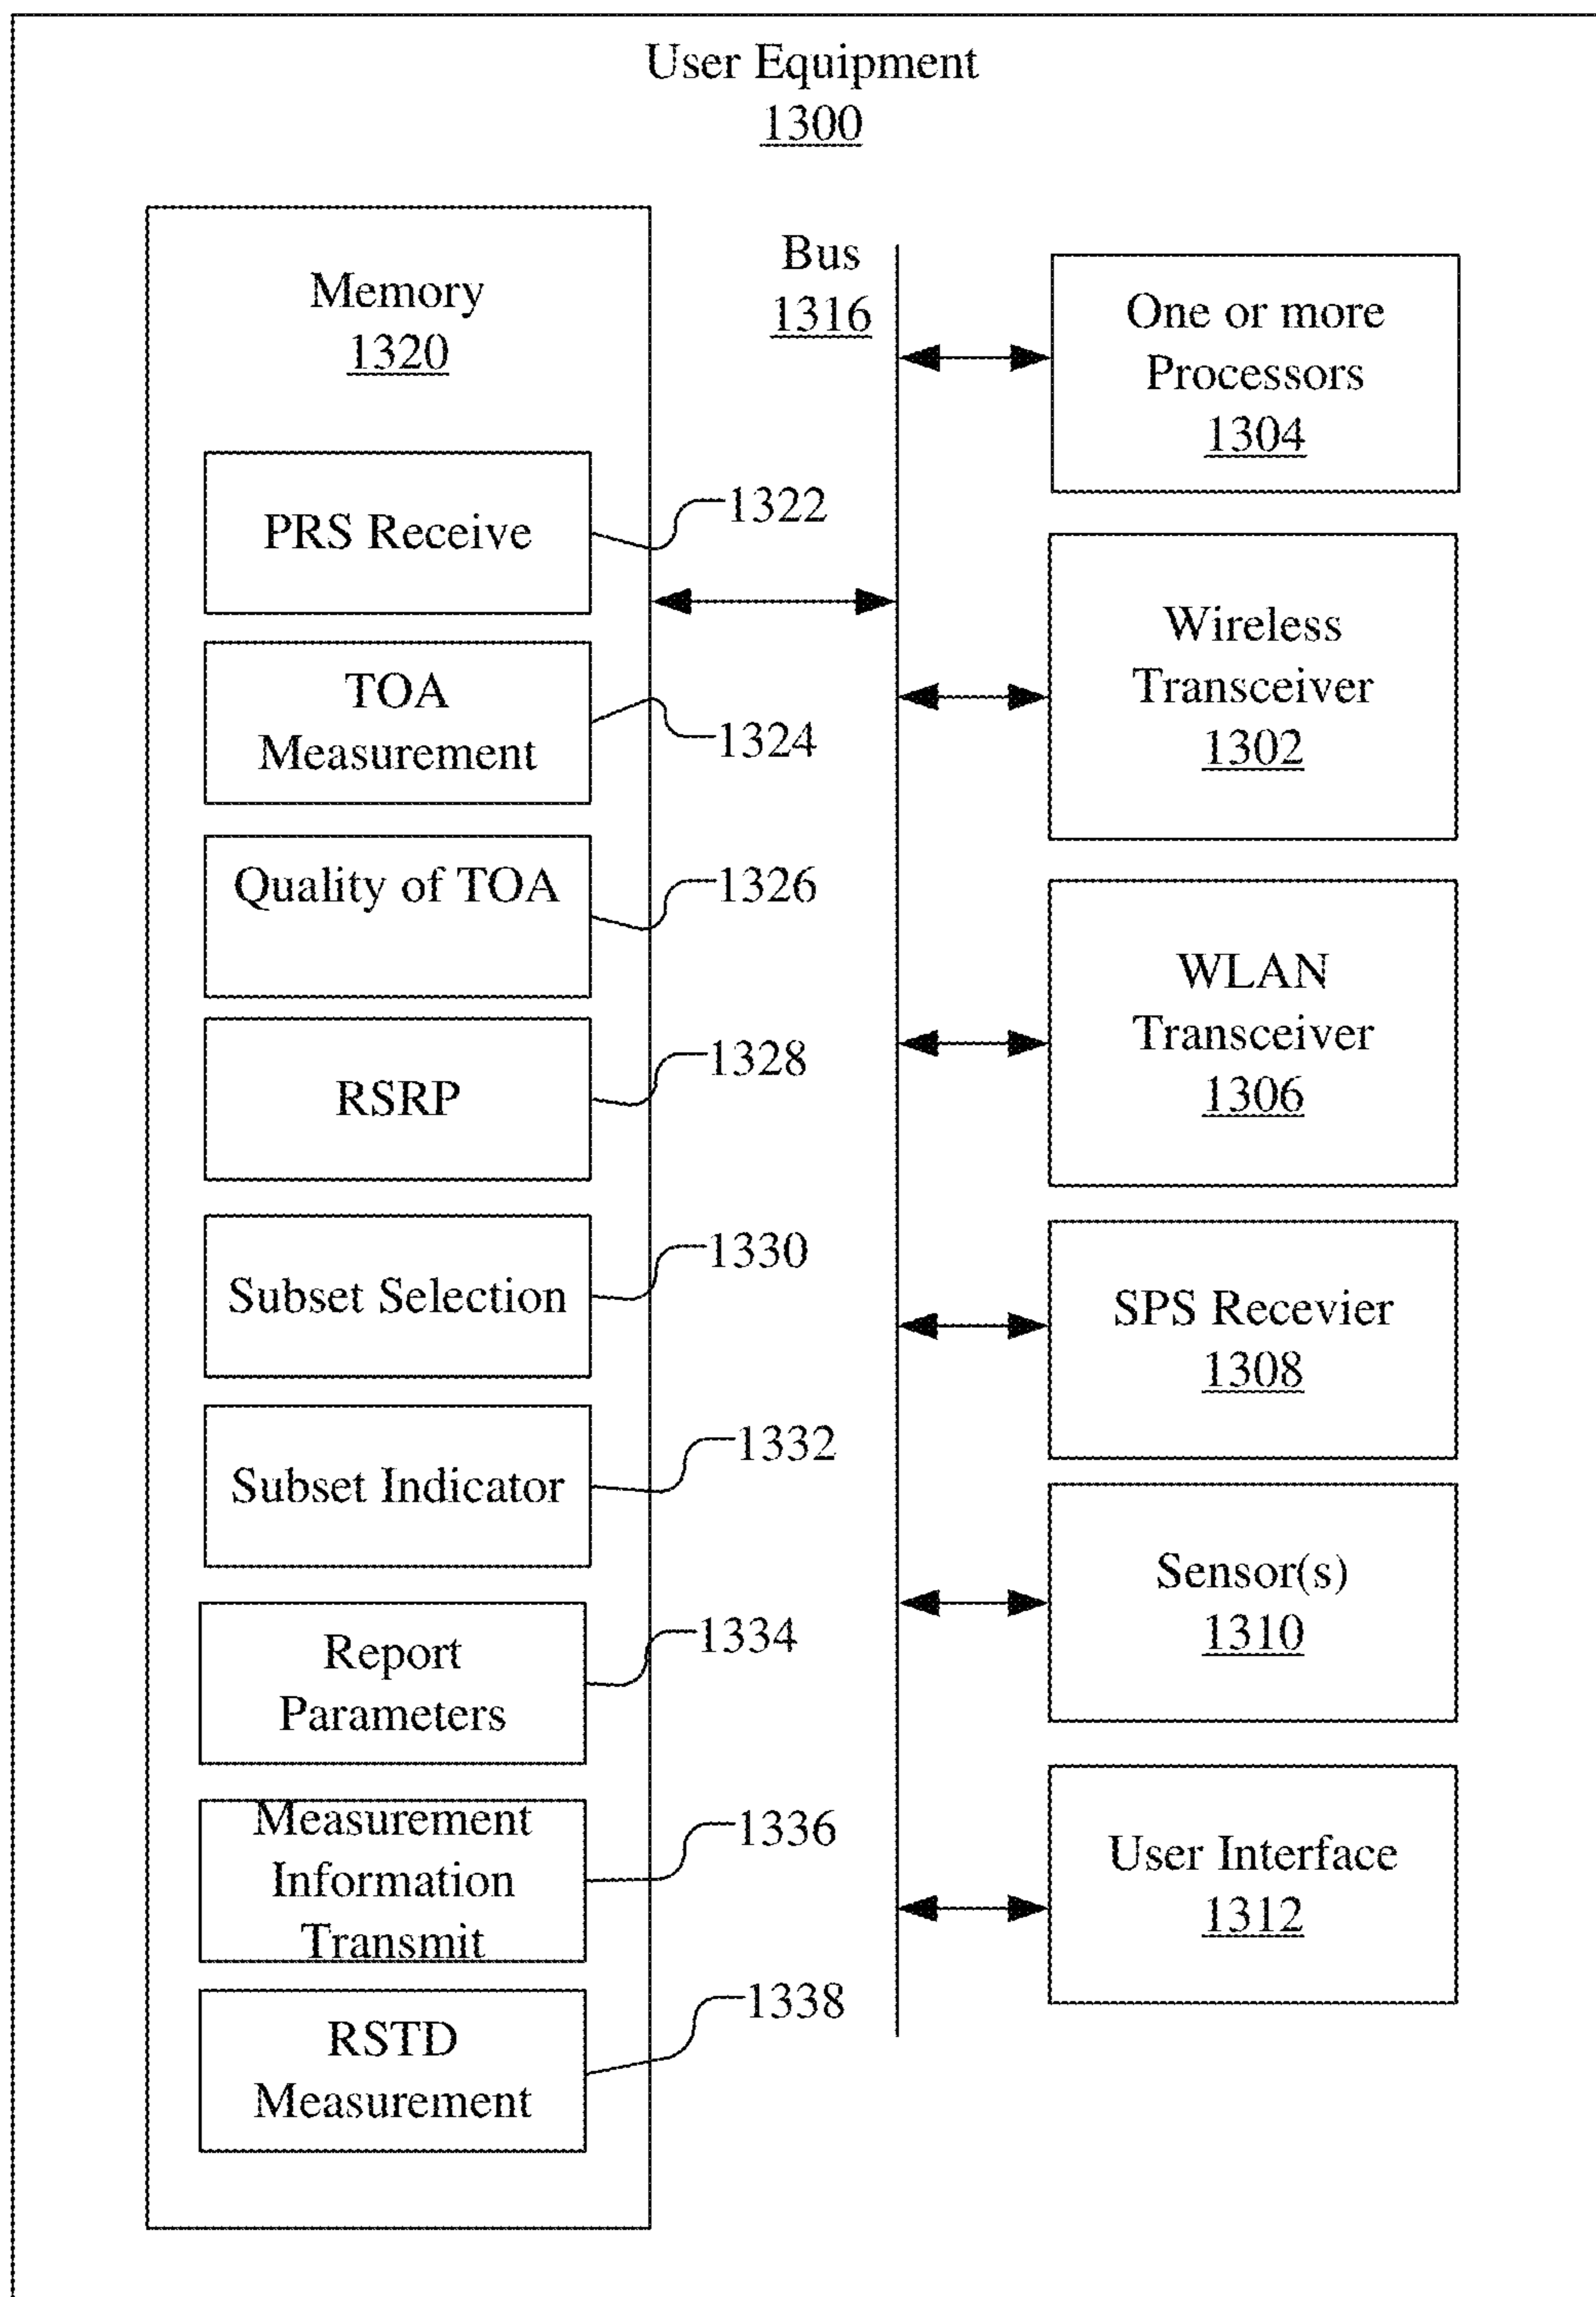 User Equipment
1300
Memory
1320
PRS Receive
1322
TOA
Measurement
1324
Quality of TOA
1326
RSRP
1328
Subset Selection
1330
Subset Indicator
1332
Report
Parameters
1334
Measurement
Information
Transmit
1336
RSTD
Measurement
1338
Bus
1316
One or more
Processors
1304
Wireless
Transceiver
1302
WLAN
Transceiver
1306
SPS Recevier
1308
Sensor(s)
1310
User Interface
1312